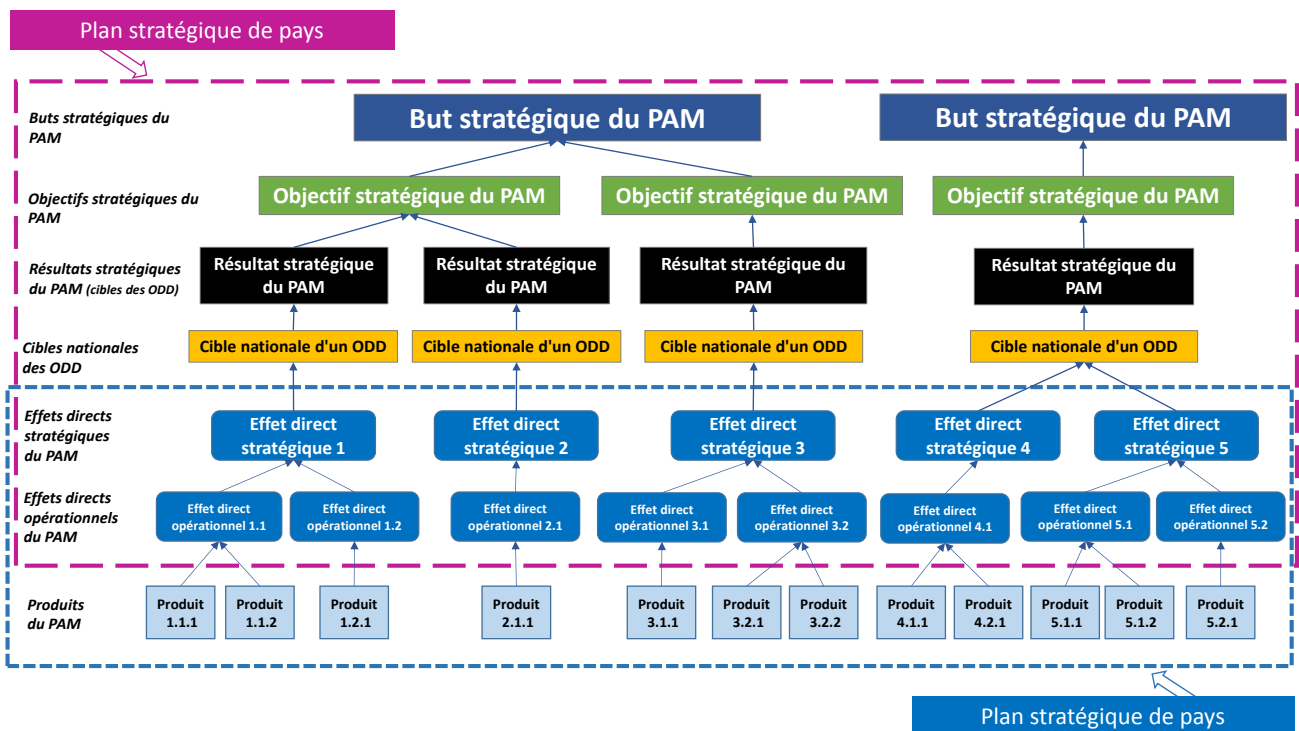 Plan stratégique de pays
Buts stratégiques du
PAM
But stratégique du PAM
But stratégique du PAM
Objectifs stratégiques du
PAM
Objectif stratégique du PAM
Objectif stratégique du PAM
Objectif stratégique du PAM
Résultats stratégiques
du PAM (cibles des ODD)
Résultat stratégique
du PAM
Résultat stratégique
du PAM
Résultat stratégique du
PAM
Résultat stratégique du
PAM
Cibles nationales
des ODD
Cible nationale d'un ODD
Cible nationale d'un ODD
Cible nationale d'un ODD
Cible nationale d'un ODD
Effets directs
stratégiques
du PAM
Effet direct
stratégique 1
Effet direct
stratégique 2
Effet direct
stratégique 3
Effet direct
stratégique 4
Effet direct
stratégique 5
Effets directs
opérationnels
du PAM
Effet direct
opérationnel 1.1
Effet direct
opérationnel 1.2
Effet direct
opérationnel 2.1
Effet direct
opérationnel 3.1
Effet direct
opérationnel 3.2
Effet direct
opérationnel 4.1
Effet direct
opérationnel 5.1
Effet direct
opérationnel 5.2
Produits
du PAM
Produit
1.1.1
Produit
1.1.2
Produit
1.2.1
Produit
2.1.1
Produit
3.1.1
Produit
3.2.1
Produit
3.2.2
Produit
4.1.1
Produit
4.2.1
Produit
5.1.1
Produit
5.1.2
Produit
5.2.1
Plan stratégique de pays